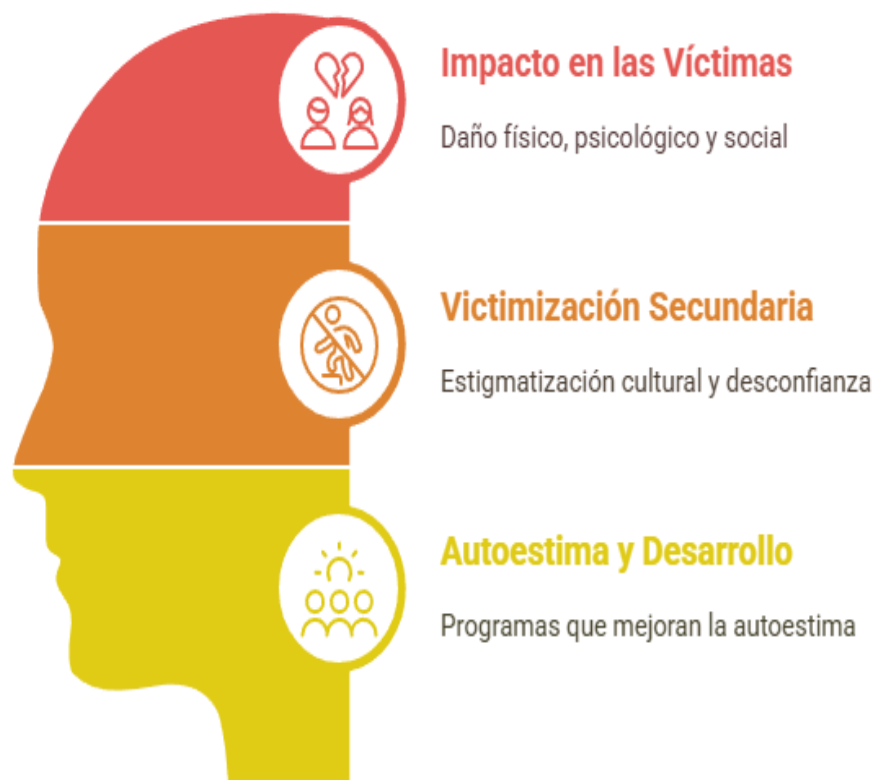 Impacto en las Víctimas
Daño físico, psicológico y social
Victimización Secundaria
Estigmatización cultural y desconfianza
Autoestima y Desarrollo
Programas que mejoran la autoestima